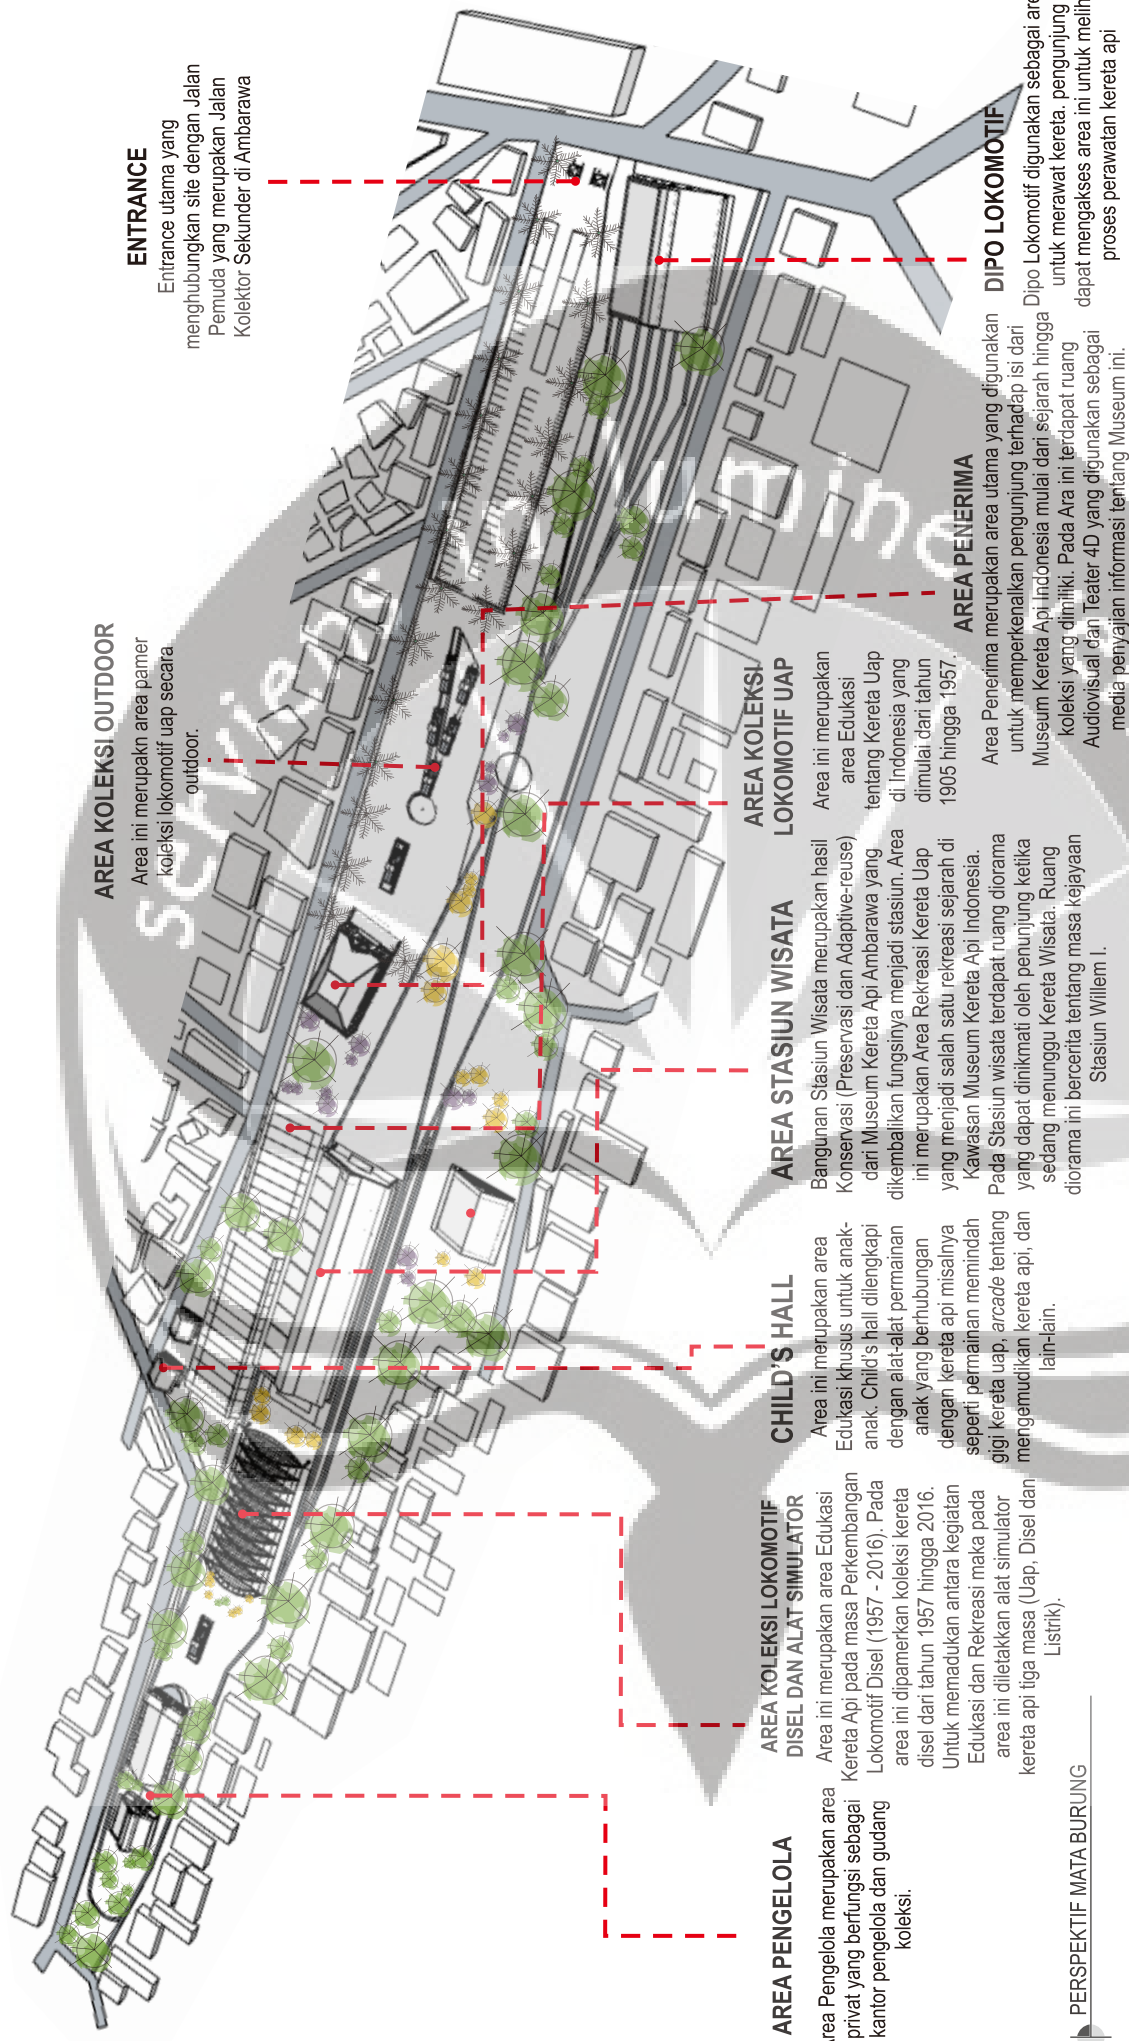 ENTRANCE
Entrance utama yang
menghubungkan site dengan Jalan
Pemuda yang merupakan Jalan
Kolektor Sekunder di Ambarawa
AREA KOLEKSI OUTDOOR
Area ini merupakn area pamer
koleksi lokomotif uap secara
outdoor.
AREA PENGELOLA
Area Pengelola merupakan area
privat yang berfungsi sebagai
kantor pengelola dan gudang
koleksi.
AREA KOLEKSI LOKOMOTIF
DISEL DAN ALAT SIMULATOR
Area ini merupakan area Edukasi
Kereta Api pada masa Perkembangan
Lokomotif Disel (1957 - 2016). Pada
area ini dipamerkan koleksi kereta
disel dari tahun 1957 hingga 2016.
Untuk memadukan antara kegiatan
Edukasi dan Rekreasi maka pada
area ini diletakkan alat simulator
kereta api tiga masa (Uap, Disel dan
Listrik).
CHILD'S HALL
Area ini merupakan area
Edukasi khusus untuk anak-
anak. Child's hall dilengkapi
dengan alat-alat permainan
anak yang berhubungan
dengan kereta api misalnya
seperti permainan memindah
gigi kereta uap, arcade tentang
mengemudikan kereta api, dan
lain-lain.
AREA STASIUN WISATA
Bangunan Stasiun Wisata merupakan hasil
Konservasi (Preservasi dan Adaptive-reuse)
dari Museum Kereta Api Ambarawa yang
dikembalikan fungsinya menjadi stasiun. Area
ini merupakan Area Rekreasi Kereta Uap
yang menjadi salah satu rekreasi sejarah di
Kawasan Museum Kereta Api Indonesia.
Pada Stasiun wisata terdapat ruang diorama
yang dapat dinikmati oleh penunjung ketika
sedang menunggu Kereta Wisata. Ruang
diorama ini bercerita tentang masa kejayaan
Stasiun Willem I.
AREA KOLEKSI
LOKOMOTIF UAP
Area ini merupakan
area Edukasi
tentang Kereta Uap
di Indonesia yang
dimulai dari tahun
1905 hingga 1957.
AREA PENERIMA
Area Penerima merupakan area utama yang digunakan
untuk memperkenalkan pengunjung terhadap isi dari
Museum Kereta Api Indonesia mulai dari sejarah hingga
koleksi yang dimiliki. Pada Ara ini terdapat ruang
Audiovisual dan Teater 4D yang digunakan sebagai
media penyajian informasi tentang Museum ini.
DIPO LOKOMOTIF
Dipo Lokomotif digunakan sebagai are
untuk merawat kereta. pengunjung
dapat mengakses area ini untuk melih
proses perawatan kereta api
PERSPEKTIF MATA BURUNG